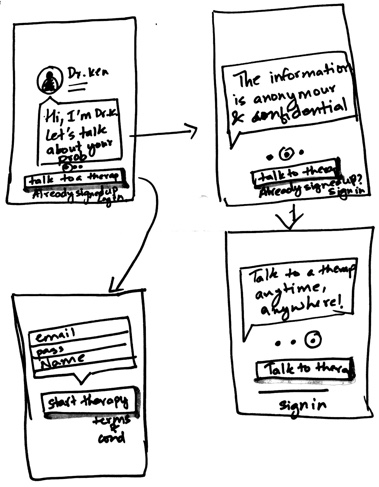 Dr. Ken
Hi, I'm Dr.K.
Let's talk
about your
Prob
talk to a therap
Already signed up
Login
The information
is anonymour
& confidential
talk to therap
Already signed up?
sign in
Talk to a therap
anytime,
anywhere!
Talk to thera
sign in
email
pass
Name
start therapy
terms
&
cond